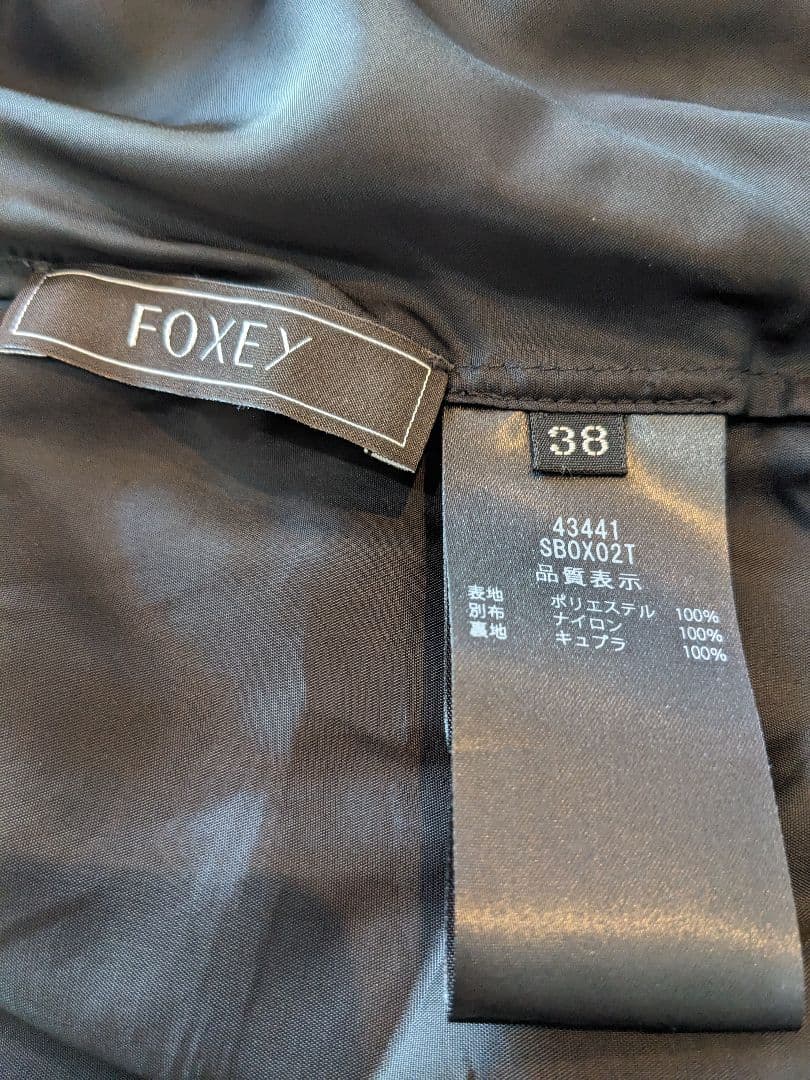 FOXEY
38
43441
SBOX02T
品質表示
表地 ポリエステル 100%
別布 ナイロン 100%
裏地 キュプラ 100%